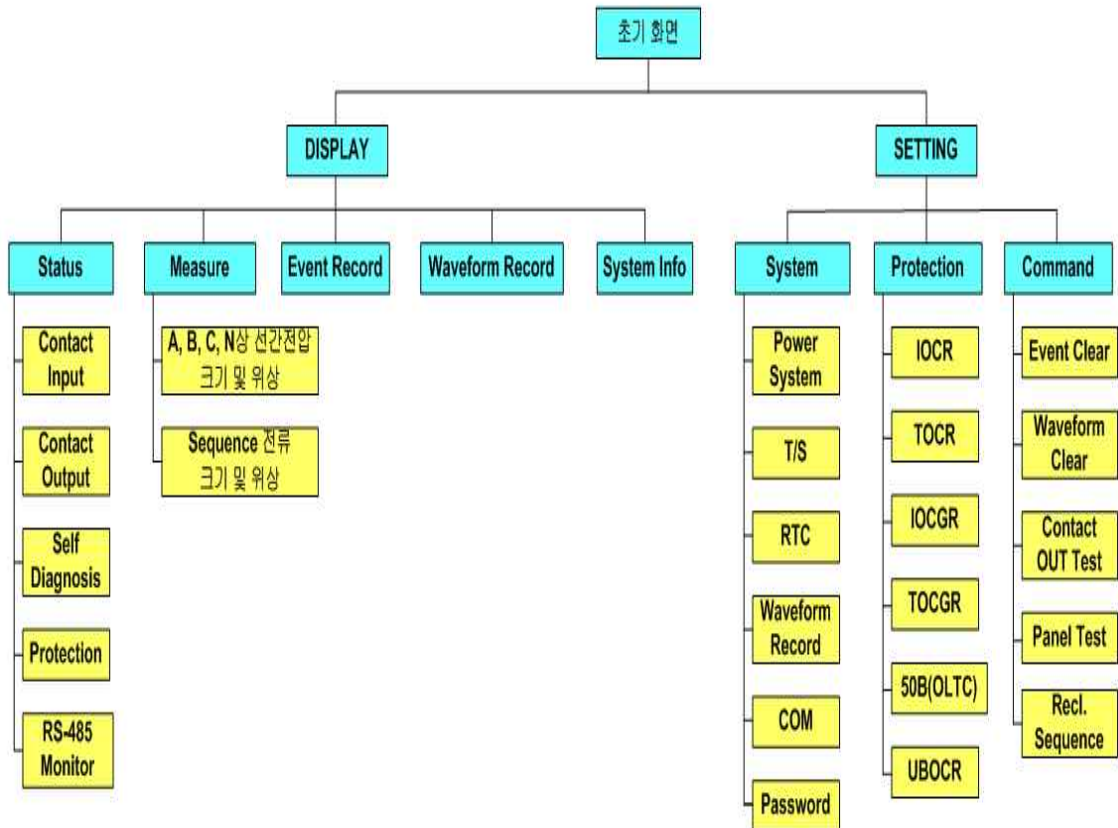 초기 화면
DISPLAY
SETTING
Status
Measure
Event Record
Waveform Record
System Info
System
Protection
Command
Contact
Input
Contact
Output
Self
Diagnosis
Protection
RS-485
Monitor
A, B, C, N상 선간전압
크기 및 위상
Sequence 전류
크기 및 위상
Power
System
T/S
RTC
Waveform
Record
COM
Password
IOCR
TOCR
IOCGR
TOCGR
50B(OLTC)
UBOCR
Event Clear
Waveform
Clear
Contact
OUT Test
Panel Test
Recl.
Sequence